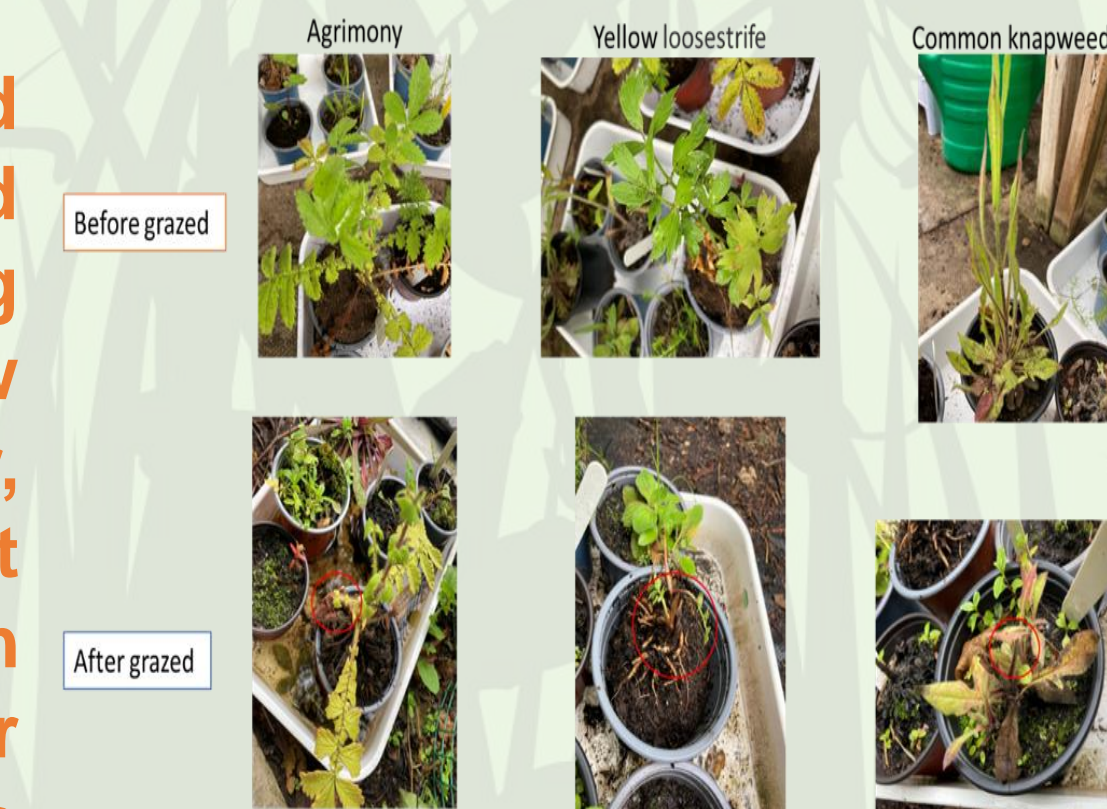 Agrimony
Yellow loosestrife
Common knapweed
d
d
g
Before grazed
w
,
t
n
After grazed
r